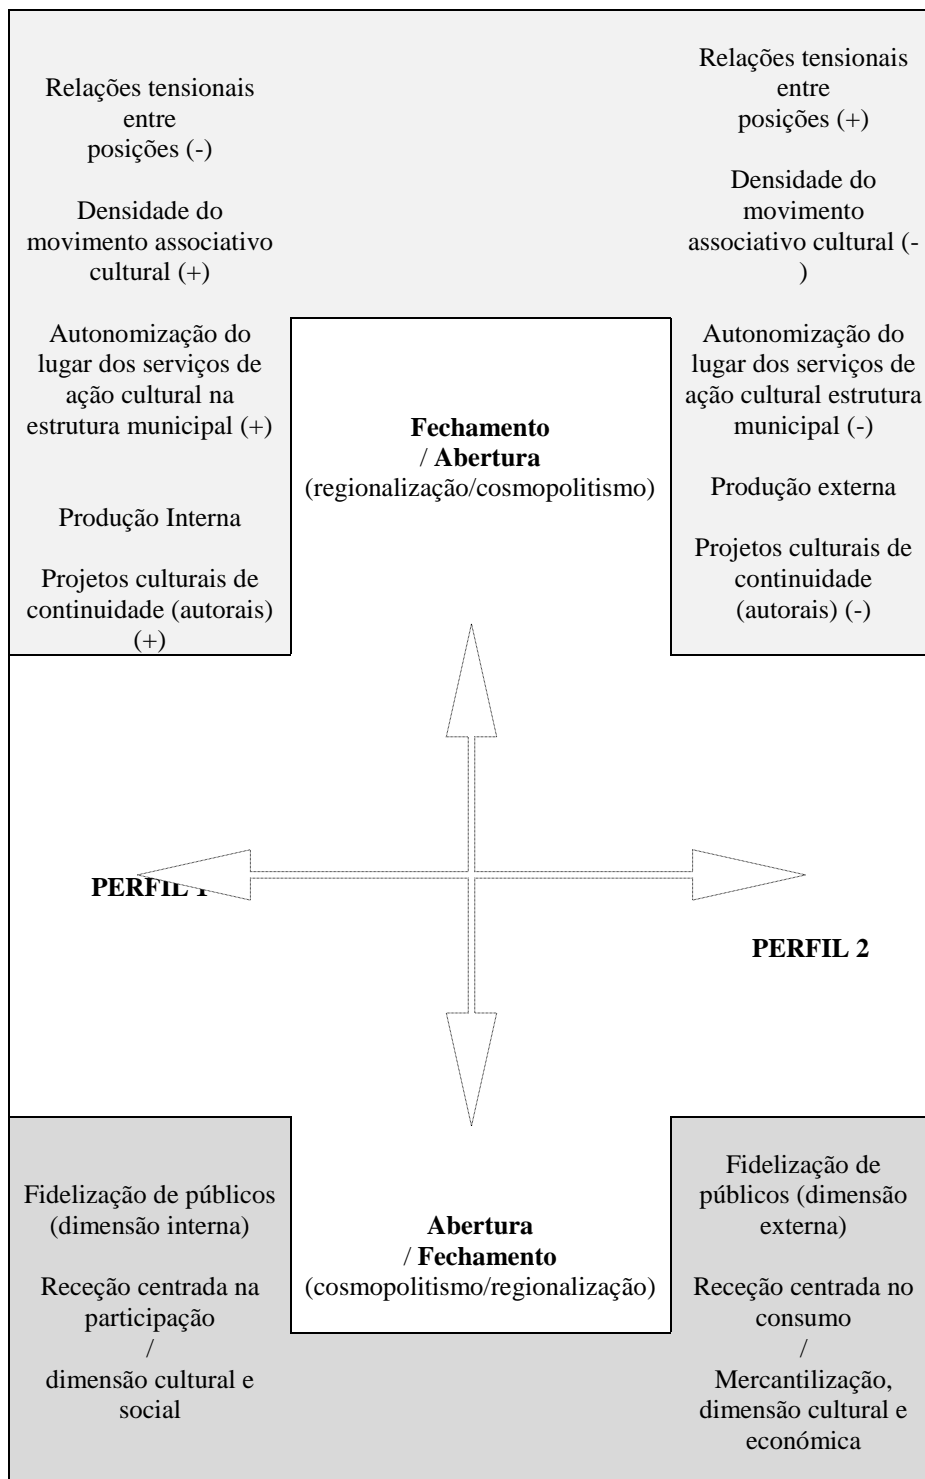 Relações tensionais
entre
posições (-)
Densidade do
movimento associativo
cultural (+)
Autonomização do
lugar dos serviços de
ação cultural na
estrutura municipal (+)
Produção Interna
Projetos culturais de
continuidade (autorais)
(+)
Fechamento
/ Abertura
(regionalização/cosmopolitismo)
Relações tensionais
entre
posições (+)
Densidade do
movimento
associativo cultural (-
)
Autonomização do
lugar dos serviços de
ação cultural estrutura
municipal (-)
Produção externa
Projetos culturais de
continuidade
(autorais) (-)
PERFIL 1
PERFIL 2
Fidelização de públicos
(dimensão interna)
Receção centrada na
participação
/
dimensão cultural e
social
Abertura
/ Fechamento
(cosmopolitismo/regionalização)
Fidelização de
públicos (dimensão
externa)
Receção centrada no
consumo
/
Mercantilização,
dimensão cultural e
económica